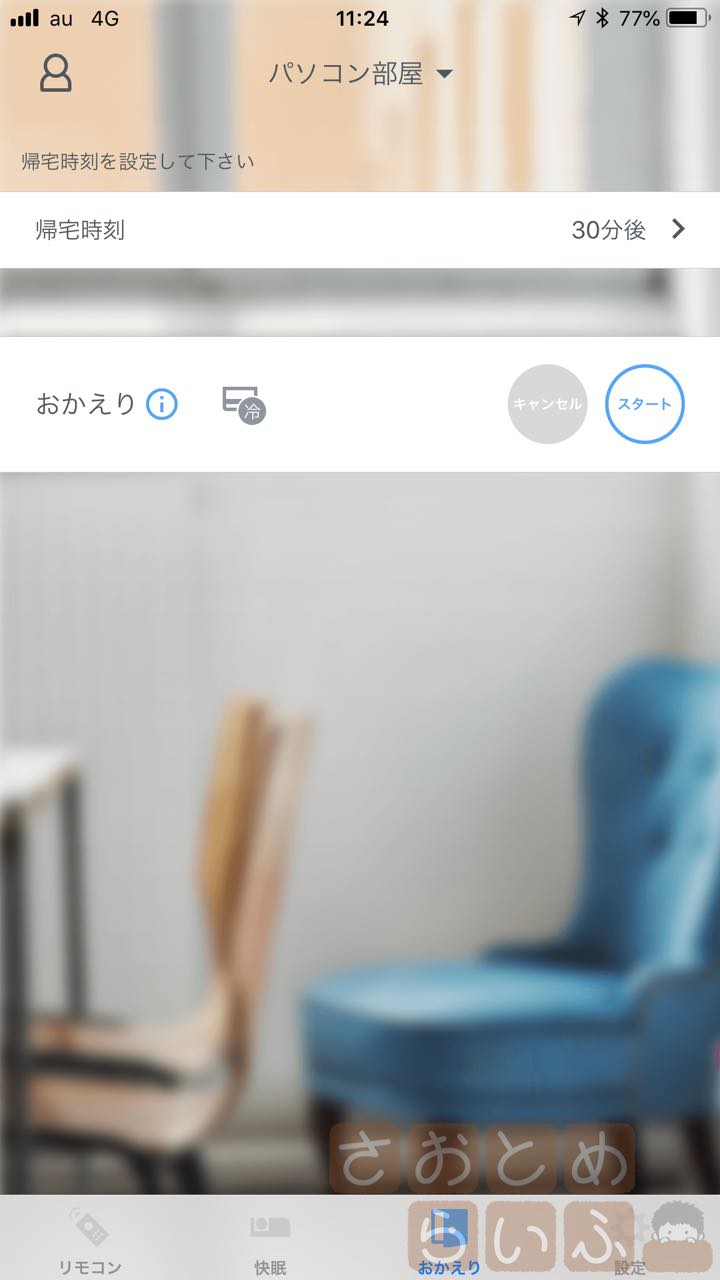 au 4G 11:24 77%
パソコン部屋
帰宅時刻を設定して下さい
帰宅時刻 30分後
おかえり 冷 キャンセル スタート
さおとめ
らいふ
リモコン 快眠 おかえり 設定